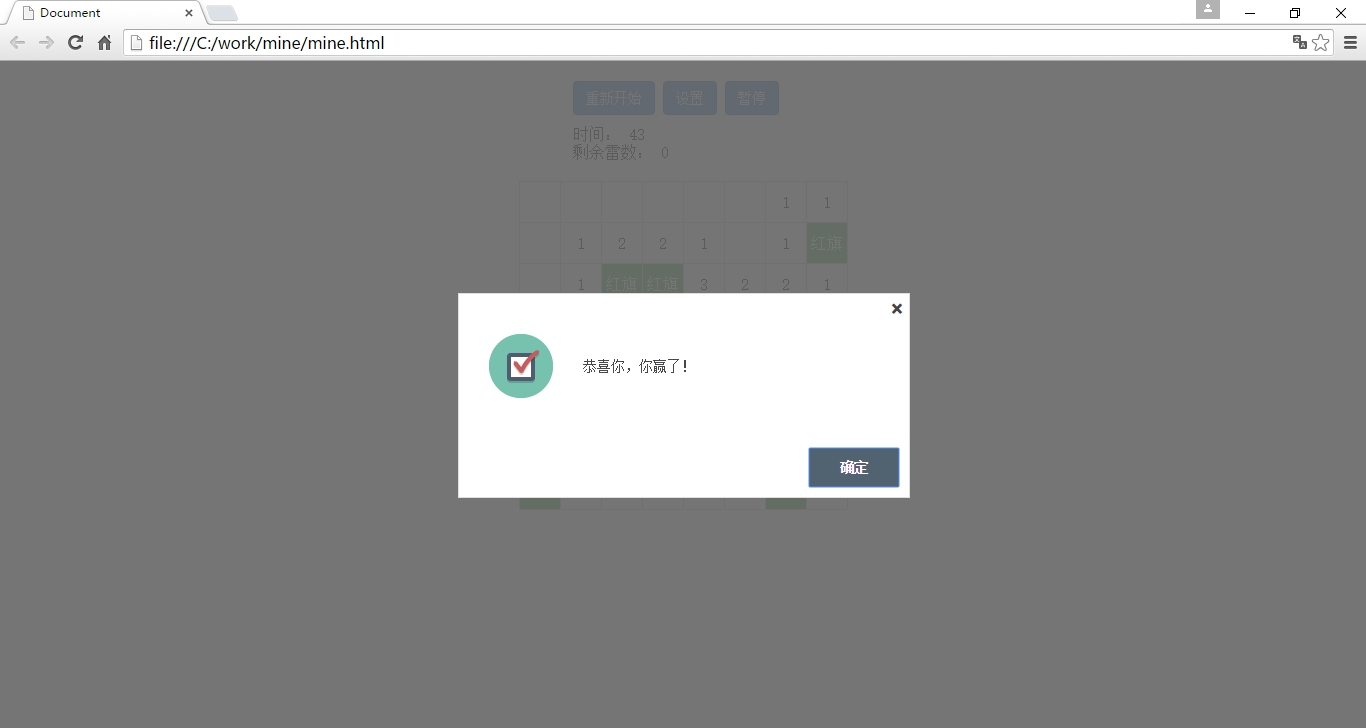 Document
file:///C:/work/mine/mine.html
重新开始 设置 暂停
时间： 43
剩余雷数： 0
1 1
1 2 2 1 1 红旗
1 红旗 红旗 3 2 2 1
恭喜你，你赢了！
确定